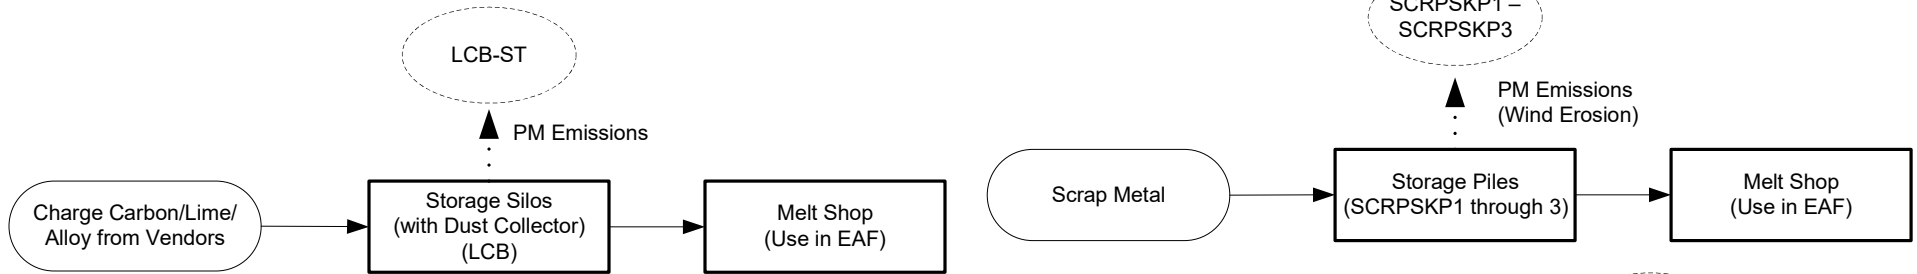 LCB-ST
PM Emissions
Charge Carbon/Lime/
Alloy from Vendors
Storage Silos
(with Dust Collector)
(LCB)
Melt Shop
(Use in EAF)
SCRPSKP1 –
SCRPSKP3
PM Emissions
(Wind Erosion)
Scrap Metal
Storage Piles
(SCRPSKP1 through 3)
Melt Shop
(Use in EAF)